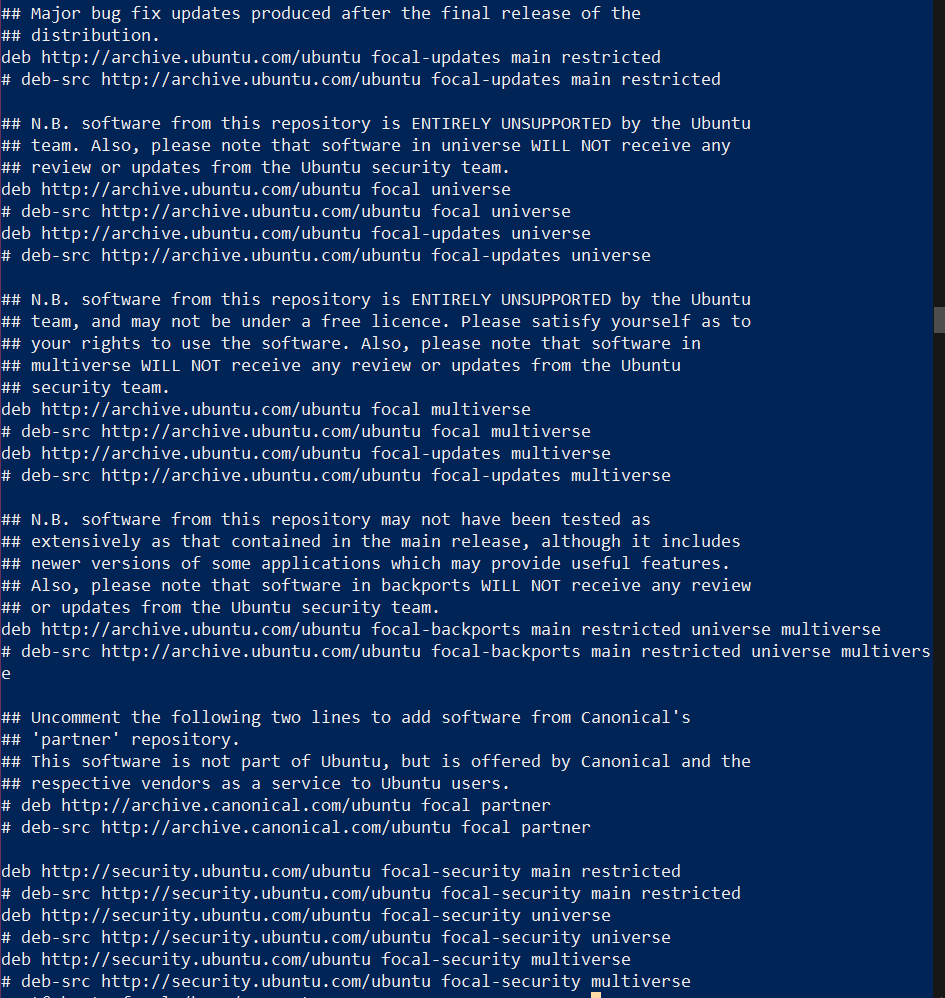 ## Major bug fix updates produced after the final release of the
## distribution.
deb http://archive.ubuntu.com/ubuntu focal-updates main restricted
# deb-src http://archive.ubuntu.com/ubuntu focal-updates main restricted
## N.B. software from this repository is ENTIRELY UNSUPPORTED by the Ubuntu
## team. Also, please note that software in universe WILL NOT receive any
## review or updates from the Ubuntu security team.
deb http://archive.ubuntu.com/ubuntu focal universe
# deb-src http://archive.ubuntu.com/ubuntu focal universe
deb http://archive.ubuntu.com/ubuntu focal-updates universe
# deb-src http://archive.ubuntu.com/ubuntu focal-updates universe
## N.B. software from this repository is ENTIRELY UNSUPPORTED by the Ubuntu
## team, and may not be under a free licence. Please satisfy yourself as to
## your rights to use the software. Also, please note that software in
## multiverse WILL NOT receive any review or updates from the Ubuntu
## security team.
deb http://archive.ubuntu.com/ubuntu focal multiverse
# deb-src http://archive.ubuntu.com/ubuntu focal multiverse
deb http://archive.ubuntu.com/ubuntu focal-updates multiverse
# deb-src http://archive.ubuntu.com/ubuntu focal-updates multiverse
## N.B. software from this repository may not have been tested as
## extensively as that contained in the main release, although it includes
## newer versions of some applications which may provide useful features.
## Also, please note that software in backports WILL NOT receive any review
## or updates from the Ubuntu security team.
deb http://archive.ubuntu.com/ubuntu focal-backports main restricted universe multiverse
# deb-src http://archive.ubuntu.com/ubuntu focal-backports main restricted universe multivers
e
## Uncomment the following two lines to add software from Canonical's
## 'partner' repository.
## This software is not part of Ubuntu, but is offered by Canonical and the
## respective vendors as a service to Ubuntu users.
# deb http://archive.canonical.com/ubuntu focal partner
# deb-src http://archive.canonical.com/ubuntu focal partner
deb http://security.ubuntu.com/ubuntu focal-security main restricted
# deb-src http://security.ubuntu.com/ubuntu focal-security main restricted
deb http://security.ubuntu.com/ubuntu focal-security universe
# deb-src http://security.ubuntu.com/ubuntu focal-security universe
deb http://security.ubuntu.com/ubuntu focal-security multiverse
# deb-src http://security.ubuntu.com/ubuntu focal-security multiverse